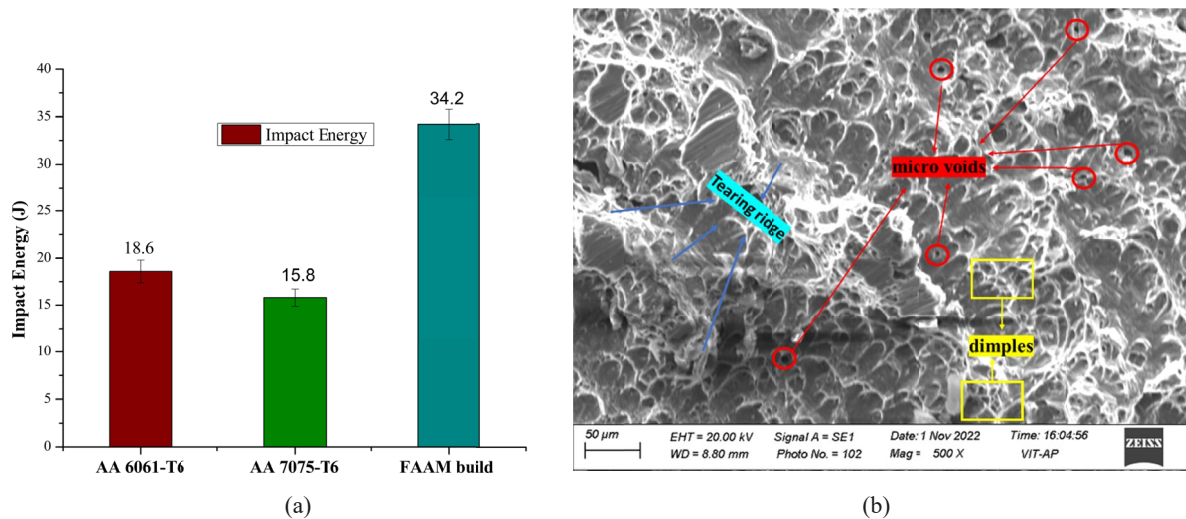 40
35
30
25
20
15
10
5
0
Impact Energy (J)
Impact Energy
18.6
15.8
34.2
AA 6061-T6
AA 7075-T6
FAAM build
(a)
micro voids
Tearing ridge
dimples
50 µm
EHT = 20.00 kV
Signal A = SE1
Date: 1 Nov 2022
Time: 16:04:56
WD = 8.80 mm
Photo No. = 102
Mag = 500 X
VIT-AP
ZEISS
(b)